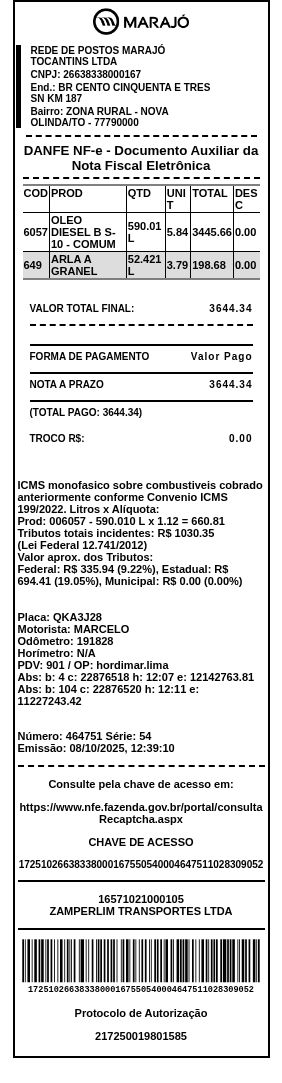 MARAJÓ
REDE DE POSTOS MARAJÓ
TOCANTINS LTDA
CNPJ: 26638338000167
End.: BR CENTO CINQUENTA E TRES
SN KM 187
Bairro: ZONA RURAL - NOVA
OLINDA/TO - 77790000
DANFE NF-e - Documento Auxiliar da
Nota Fiscal Eletrônica
COD PROD QTD UNIT TOTAL DESC
6057 OLEO DIESEL B S-10 - COMUM 590.01 L 5.84 3445.66 0.00
649 ARLA A GRANEL 52.421 L 3.79 198.68 0.00
VALOR TOTAL FINAL: 3644.34
FORMA DE PAGAMENTO Valor Pago
NOTA A PRAZO 3644.34
(TOTAL PAGO: 3644.34)
TROCO R$: 0.00
ICMS monofasico sobre combustiveis cobrado
anteriormente conforme Convenio ICMS
199/2022. Litros x Alíquota:
Prod: 006057 - 590.010 L x 1.12 = 660.81
Tributos totais incidentes: R$ 1030.35
(Lei Federal 12.741/2012)
Valor aprox. dos Tributos:
Federal: R$ 335.94 (9.22%), Estadual: R$
694.41 (19.05%), Municipal: R$ 0.00 (0.00%)
Placa: QKA3J28
Motorista: MARCELO
Odômetro: 191828
Horímetro: N/A
PDV: 901 / OP: hordimar.lima
Abs: b: 4 c: 22876518 h: 12:07 e: 12142763.81
Abs: b: 104 c: 22876520 h: 12:11 e:
11227243.42
Número: 464751 Série: 54
Emissão: 08/10/2025, 12:39:10
Consulte pela chave de acesso em:
https://www.nfe.fazenda.gov.br/portal/consulta
Recaptcha.aspx
CHAVE DE ACESSO
17251026638338000167550540004647511028309052
16571021000105
ZAMPERLIM TRANSPORTES LTDA
17251026638338000167550540004647511028309052
Protocolo de Autorização
217250019801585